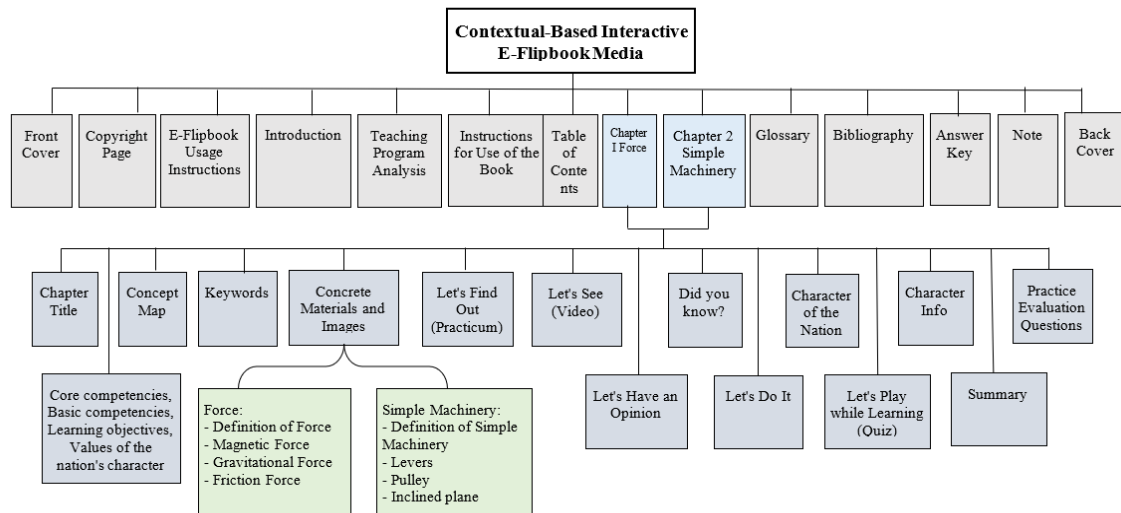 Contextual-Based Interactive
E-Flipbook Media
Front
Cover
Copyright
Page
E-Flipbook
Usage
Instructions
Introduction
Teaching
Program
Analysis
Instructions
for Use of the
Book
Table
of
Conte
nts
Chapter
I Force
Chapter 2
Simple
Machinery
Glossary
Bibliography
Answer
Key
Note
Back
Cover
Chapter
Title
Concept
Map
Keywords
Concrete
Materials and
Images
Let's Find
Out
(Practicum)
Let's See
(Video)
Did you
know?
Character
of the
Nation
Character
Info
Practice
Evaluation
Questions
Core competencies,
Basic competencies,
Learning objectives,
Values of the
nation's character
Force:
- Definition of Force
- Magnetic Force
- Gravitational Force
- Friction Force
Simple Machinery:
- Definition of Simple
Machinery
- Levers
- Pulley
- Inclined plane
Let's Have an
Opinion
Let's Do It
Let's Play
while Learning
(Quiz)
Summary